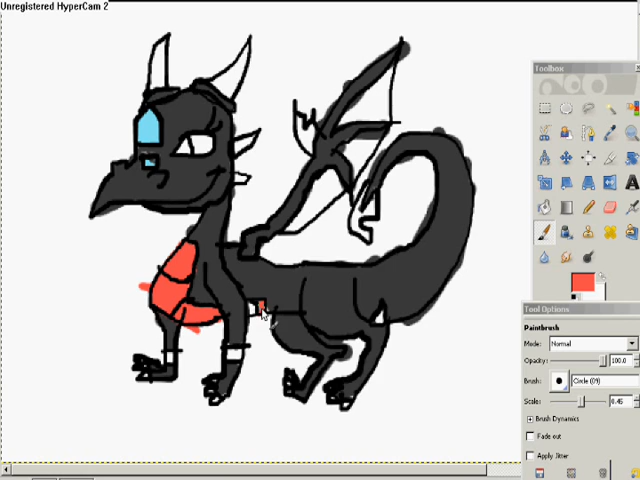 Unregistered HyperCam 2
Toolbox
Tool Options
Paintbrush
Mode: Normal
Opacity: 100.0
Brush: Circle (09)
Scale: 0.45
Brush Dynamics
Fade out
Apply Jitter